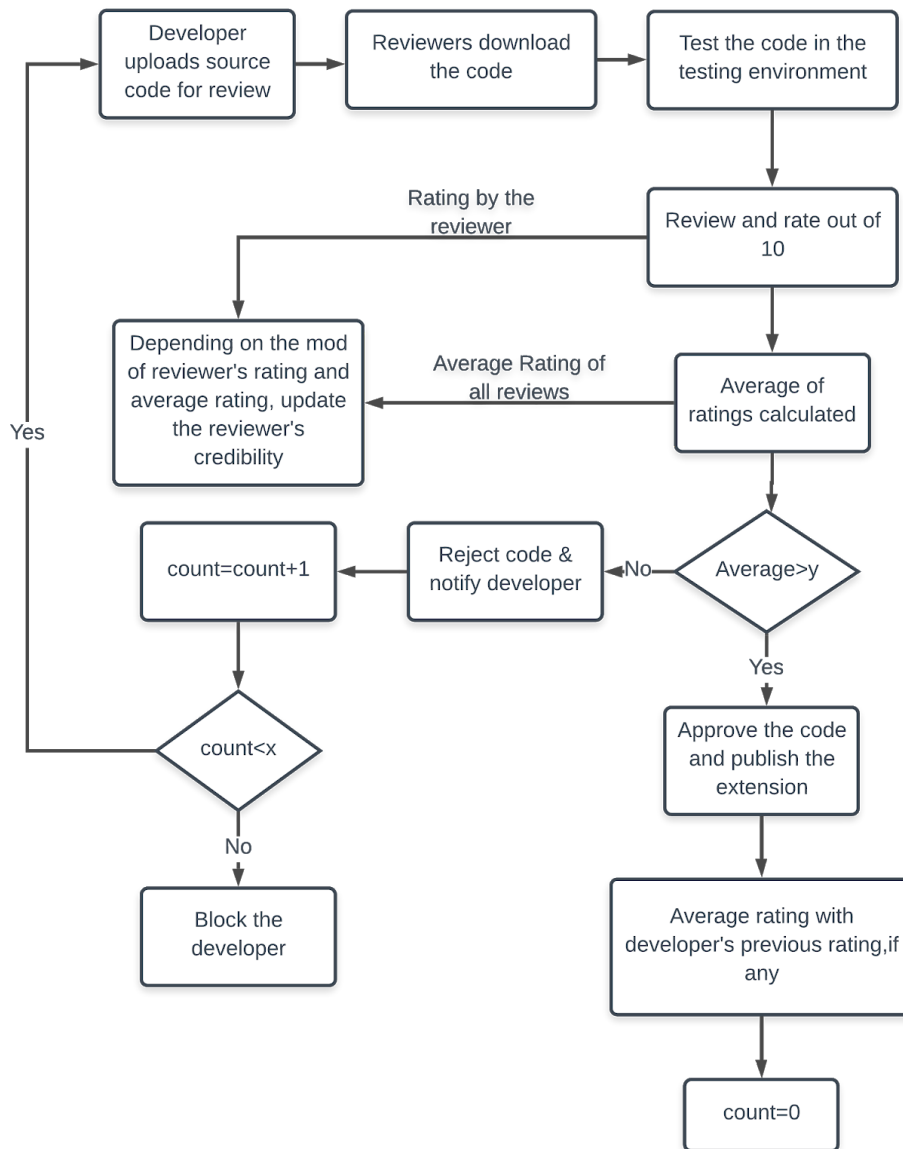 Developer
uploads source
code for review
Reviewers download
the code
Test the code in the
testing environment
Rating by the
reviewer
Review and rate out of
10
Depending on the mod
of reviewer's rating and
average rating, update
the reviewer's
credibility
Average Rating of
all reviews
Average of
ratings calculated
Yes
count=count+1
Reject code &
notify developer
No
Average>y
Yes
Approve the code
and publish the
extension
count<x
No
Block the
developer
Average rating with
developer's previous rating,if
any
count=0